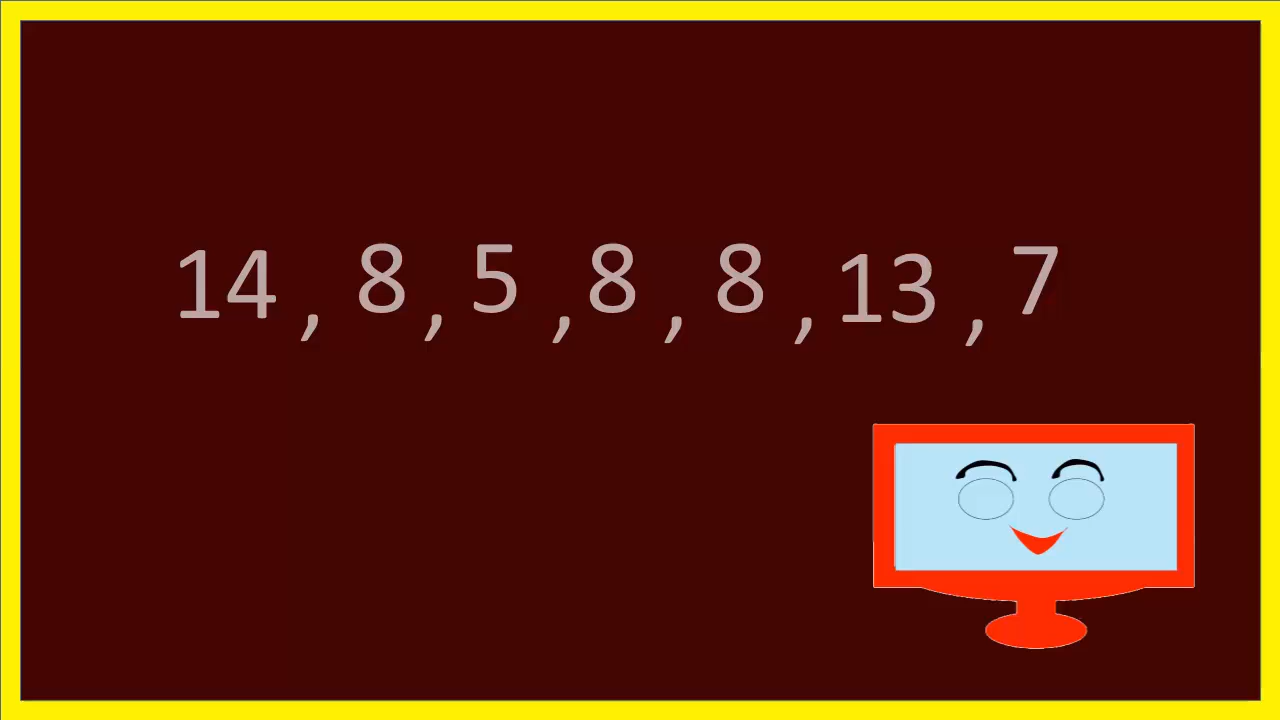 14 , 8, 5 ,8 , 8 , 13 , 7